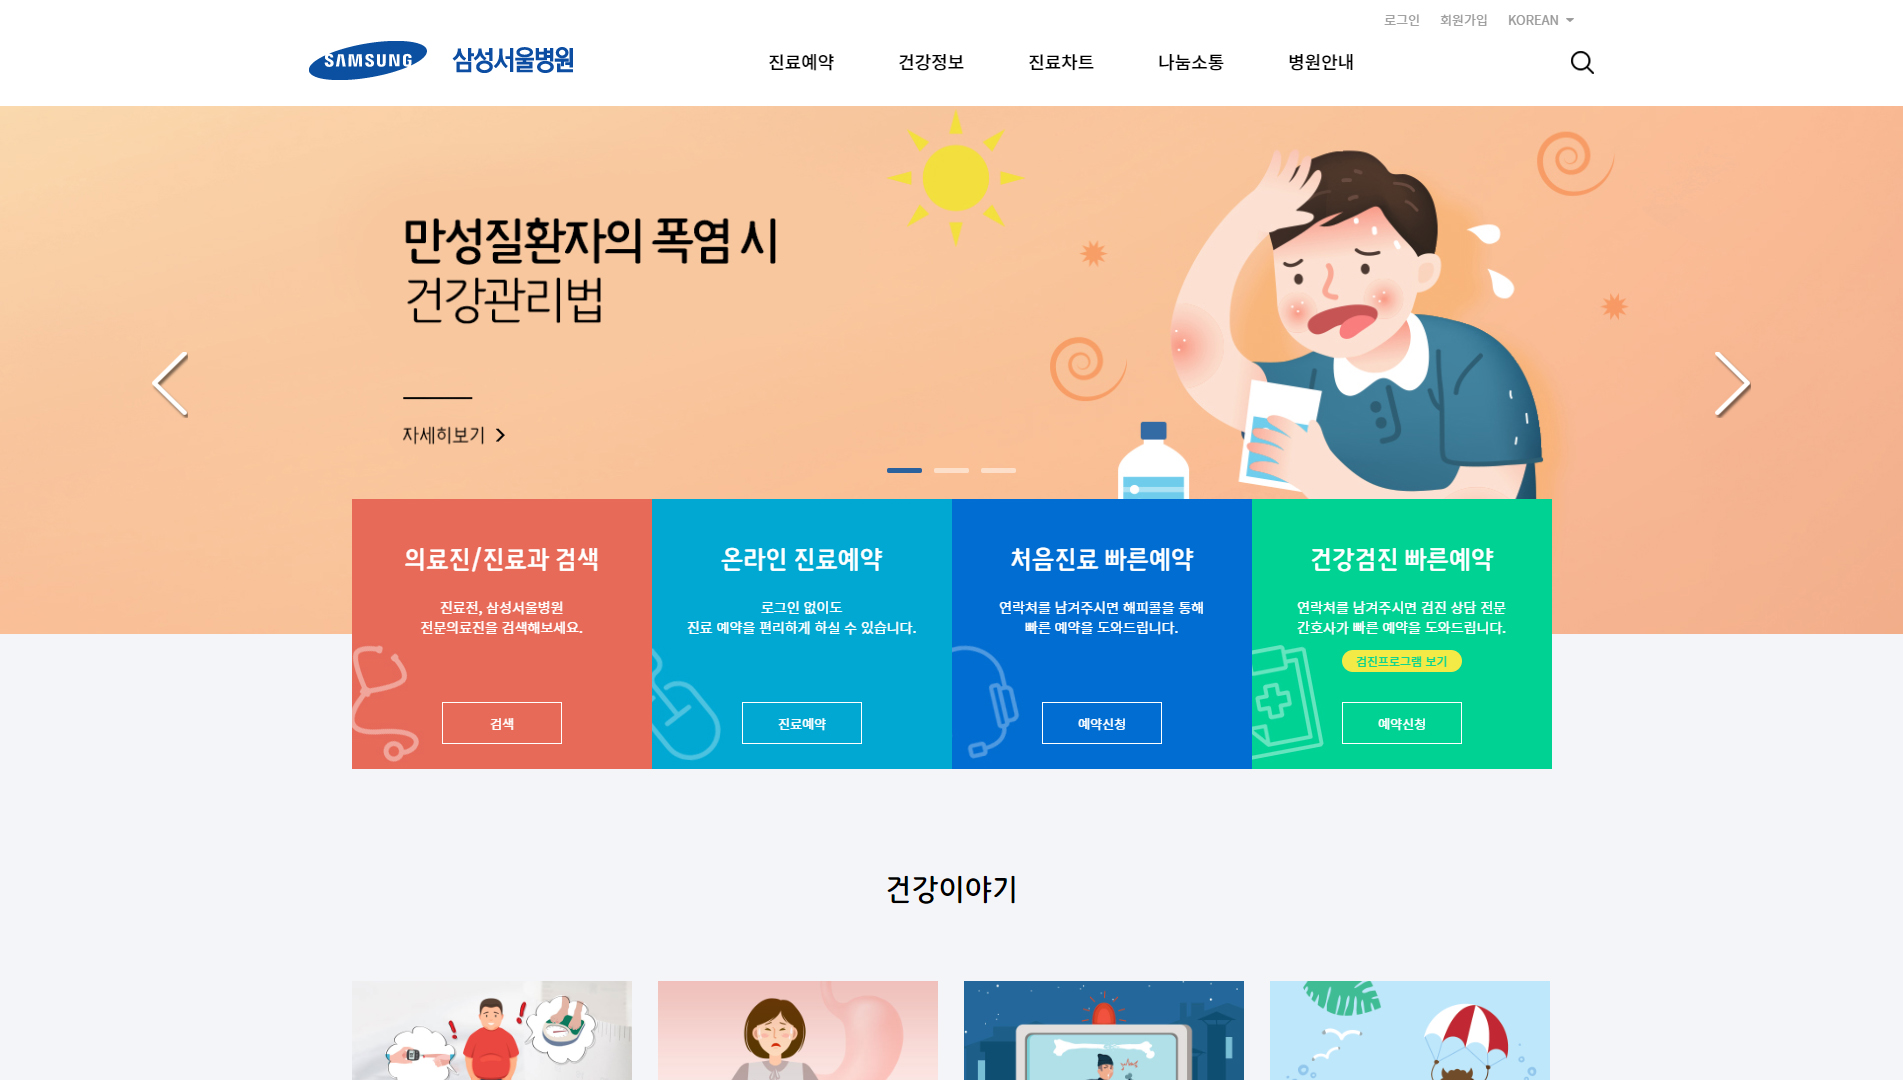 로그인 회원가입 KOREAN
SAMSUNG 삼성서울병원
진료예약 건강정보 진료차트 나눔소통 병원안내
만성질환자의 폭염 시
건강관리법
자세히보기
의료진/진료과 검색
진료전, 삼성서울병원
전문의료진을 검색해보세요.
검색
온라인 진료예약
로그인 없이도
진료 예약을 편리하게 하실 수 있습니다.
진료예약
처음진료 빠른예약
연락처를 남겨주시면 해피콜을 통해
빠른 예약을 도와드립니다.
예약신청
건강검진 빠른예약
연락처를 남겨주시면 검진 상담 전문
간호사가 빠른 예약을 도와드립니다.
검진프로그램 보기
예약신청
건강이야기